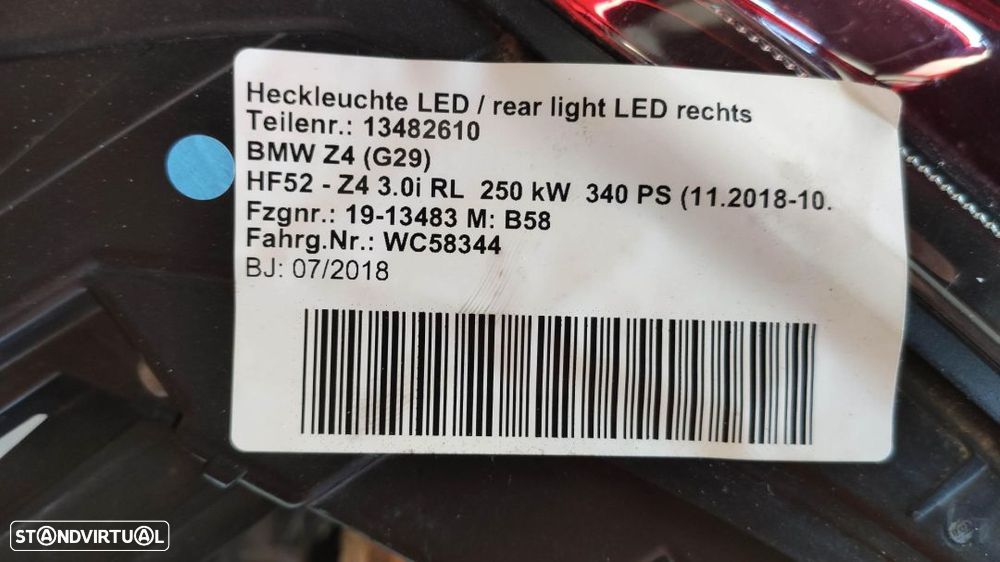 Heckleuchte LED / rear light LED rechts
Teilenr.: 13482610
BMW Z4 (G29)
HF52 - Z4 3.0i RL 250 kW 340 PS (11.2018-10.
Fzgnr.: 19-13483 M: B58
Fahrg.Nr.: WC58344
BJ: 07/2018
STANDVIRTUAL